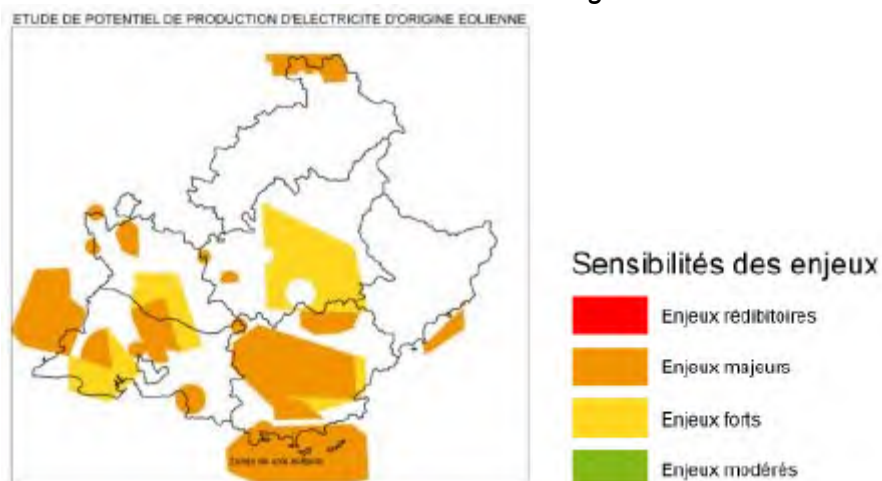 ETUDE DE POTENTIEL DE PRODUCTION D'ELECTRICITE D'ORIGINE EOLIENNE
Sensibilités des enjeux
Enjeux rédibitoires
Enjeux majeurs
Enjeux forts
Enjeux modérés